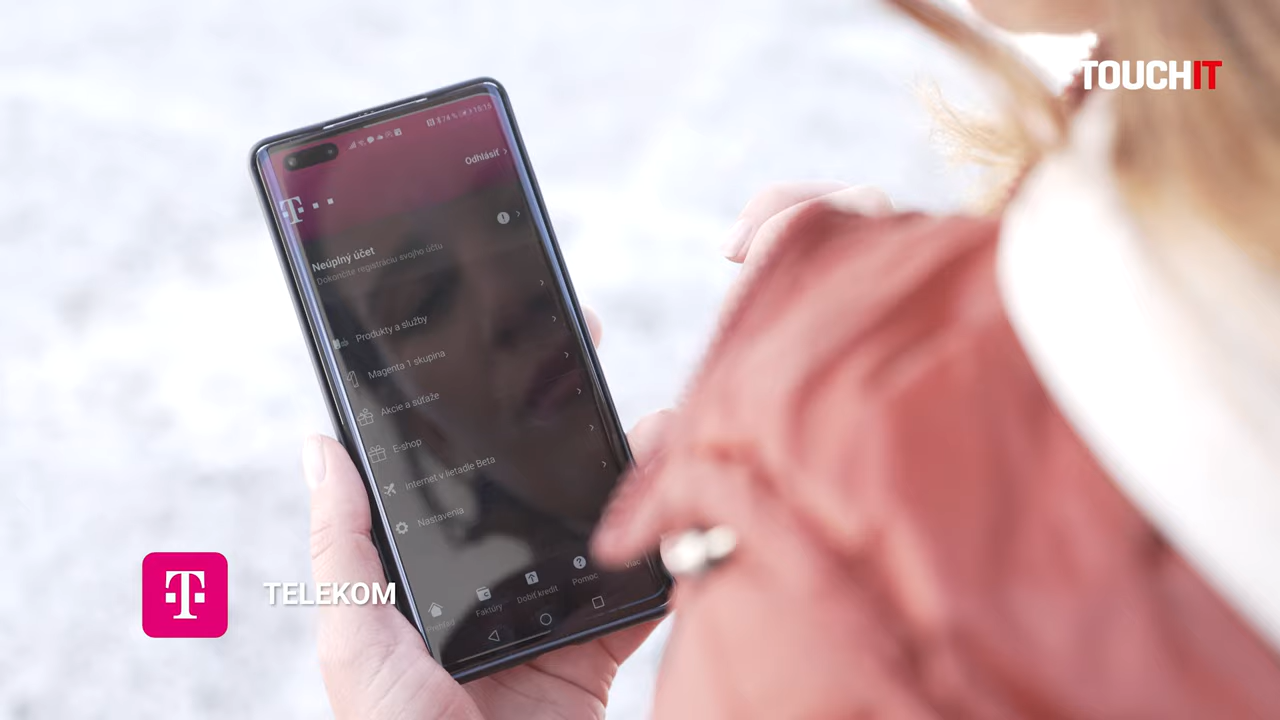 TOUCHIT
Odhlásiť
T
Neúplný účet
Dokončite registráciu svojho účtu
Produkty a služby
Magenta 1 skupina
Akcie a súťaže
E-shop
Internet v lietadle Beta
Nastavenia
Faktúry
Dobiť kredit
Pomoc
Viac
T
TELEKOM